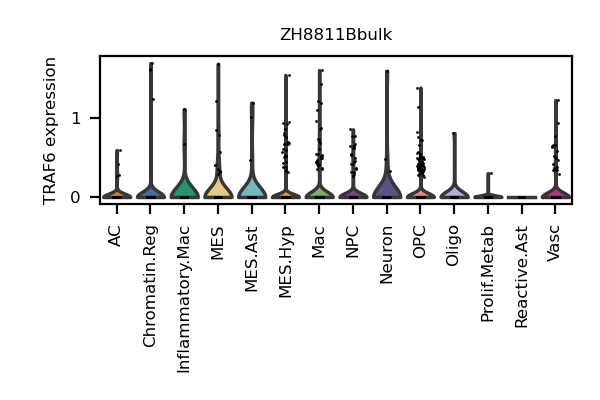 ZH8811Bbulk
TRAF6 expression
1
0
AC
Chromatin.Reg
Inflammatory.Mac
MES
MES.Ast
MES.Hyp
Mac
NPC
Neuron
OPC
Oligo
Prolif.Metab
Reactive.Ast
Vasc